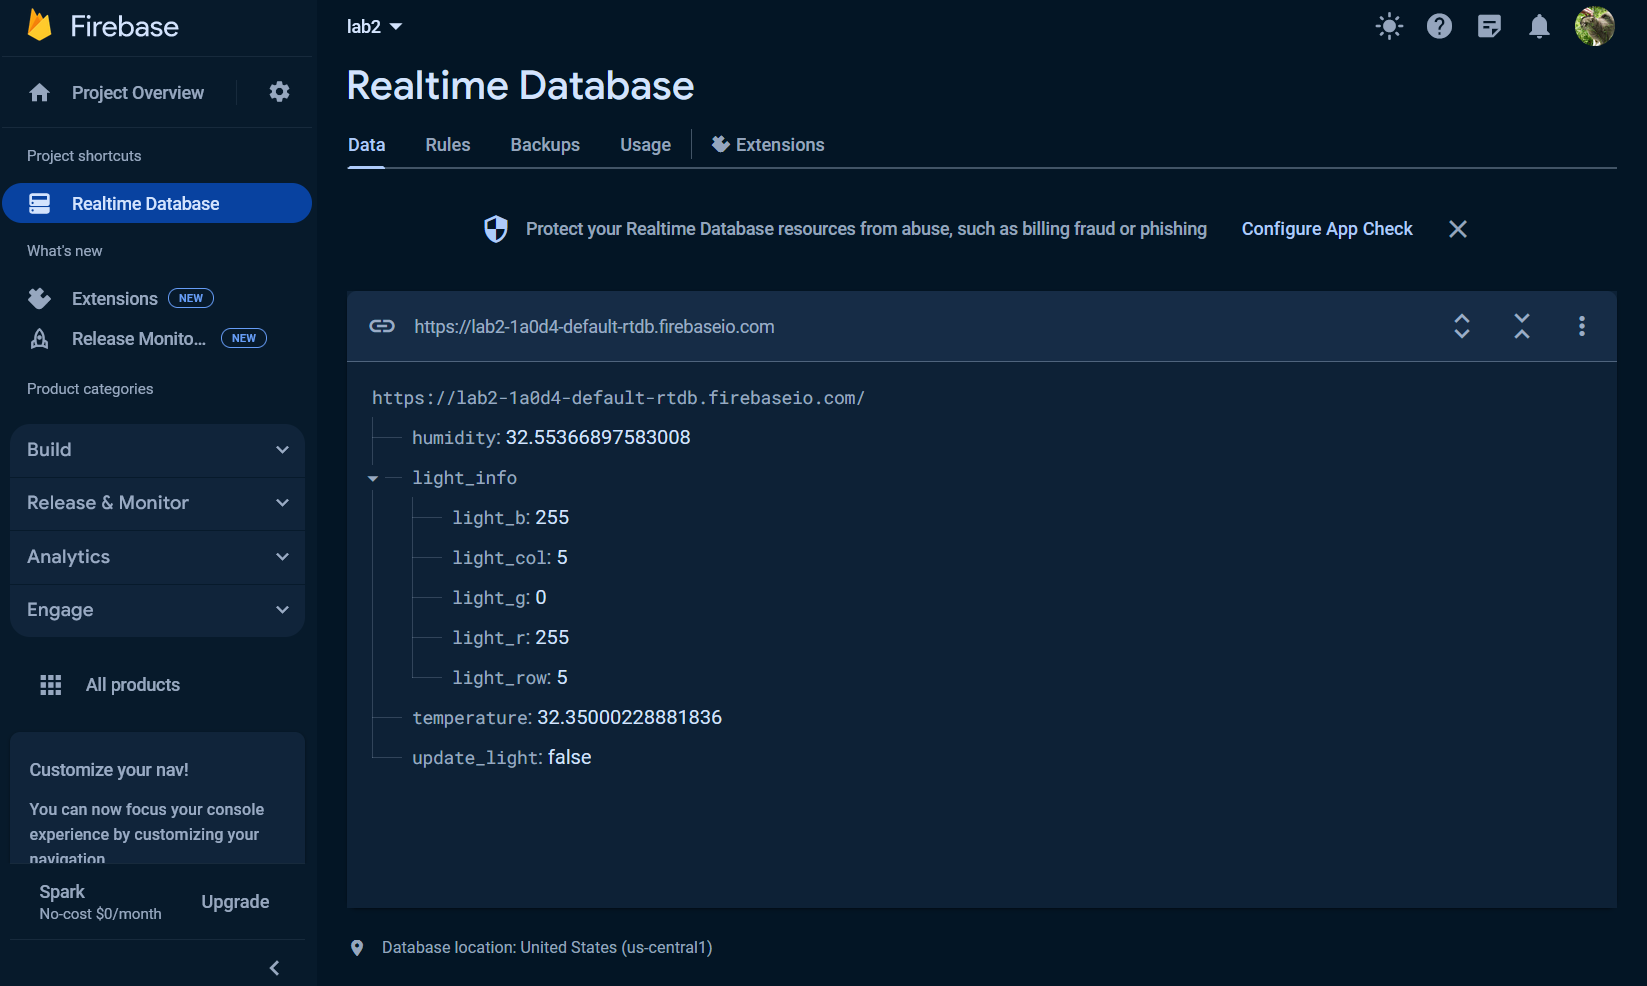 Firebase
lab2
Project Overview
Realtime Database
Data
Rules
Backups
Usage
Extensions
Project shortcuts
Realtime Database
What's new
Extensions NEW
Release Monito... NEW
Product categories
Build
Release & Monitor
Analytics
Engage
All products
Customize your nav!
You can now focus your console
experience by customizing your
navigation
Spark
No-cost $0/month
Upgrade
Protect your Realtime Database resources from abuse, such as billing fraud or phishing
Configure App Check
https://lab2-1a0d4-default-rtdb.firebaseio.com
https://lab2-1a0d4-default-rtdb.firebaseio.com/
humidity: 32.55366897583008
light_info
light_b: 255
light_col: 5
light_g: 0
light_r: 255
light_row: 5
temperature: 32.35000228881836
update_light: false
Database location: United States (us-central1)